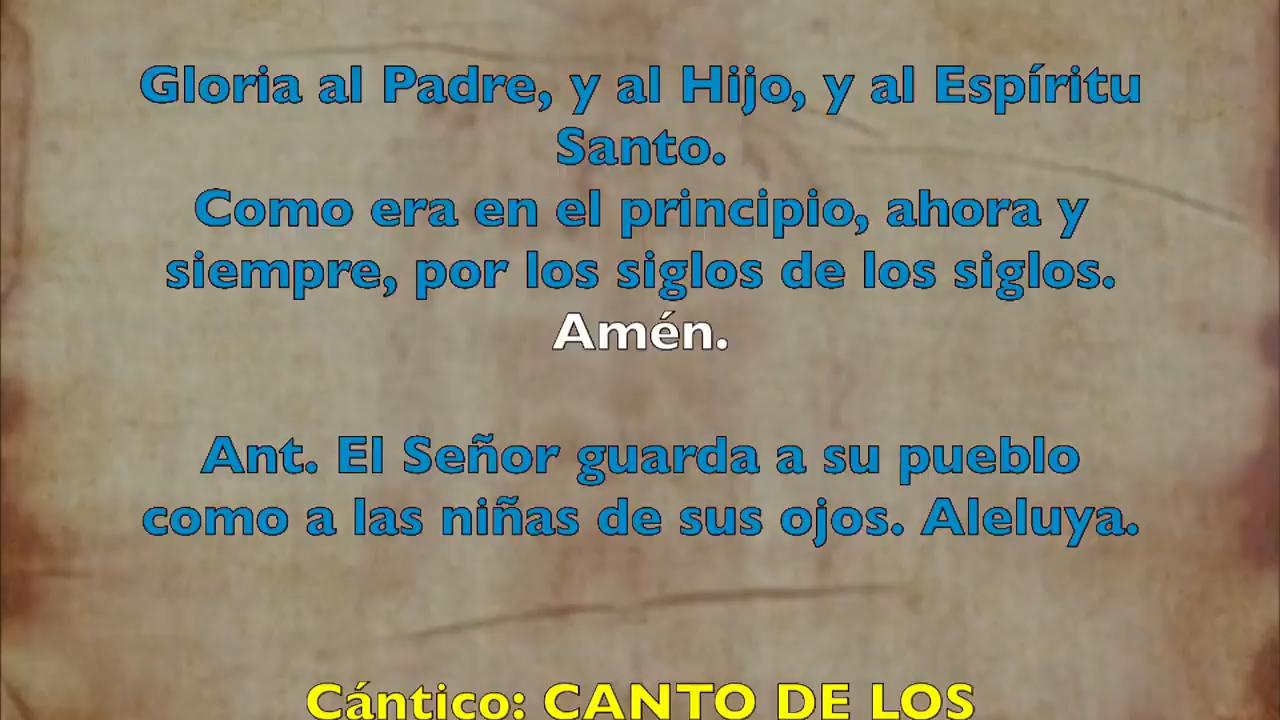 Gloria al Padre, y al Hijo, y al Espíritu
Santo.
Como era en el principio, ahora y
siempre, por los siglos de los siglos.
Amén.
Ant. El Señor guarda a su pueblo
como a las niñas de sus ojos. Aleluya.
Cántico: CANTO DE LOS